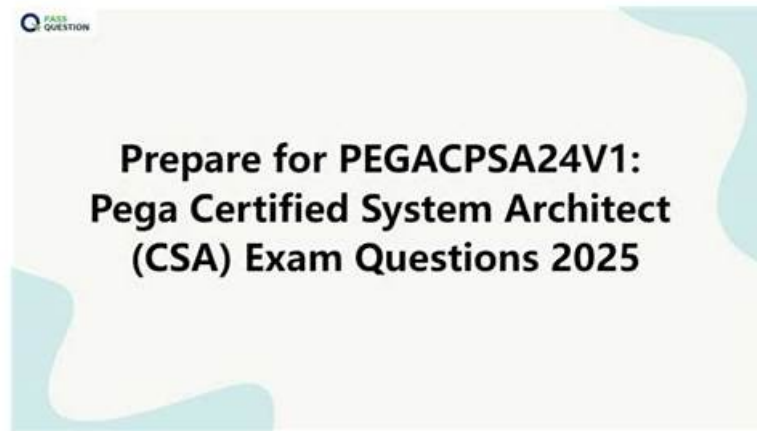 PASS
QUESTION
Prepare for PEGACPSA24V1:
Pega Certified System Architect
(CSA) Exam Questions 2025